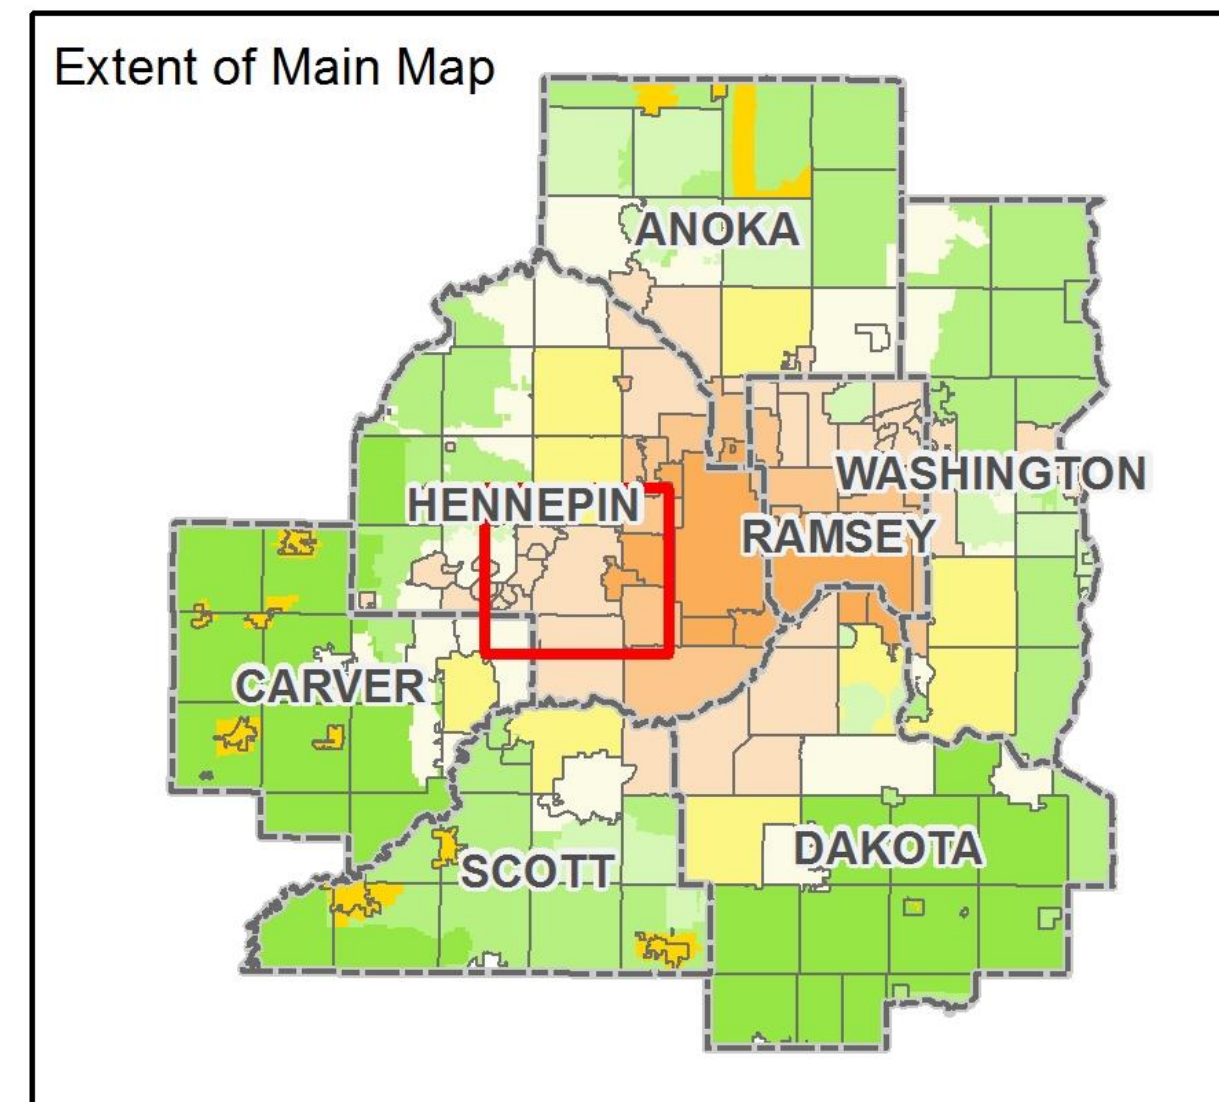 Extent of Main Map
ANOKA
WASHINGTON
HENNEPIN
RAMSEY
CARVER
DAKOTA
SCOTT